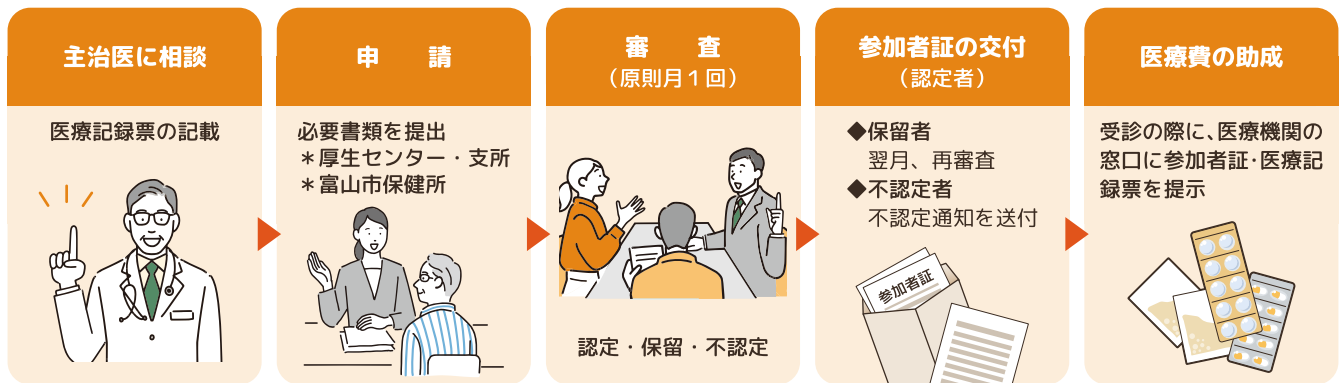 主治医に相談
医療記録票の記載
申　請
必要書類を提出
＊厚生センター・支所
＊富山市保健所
審　査
（原則月１回）
認定・保留・不認定
参加者証の交付
（認定者）
◆保留者
翌月、再審査
◆不認定者
不認定通知を送付
参加者証
医療費の助成
受診の際に、医療機関の
窓口に参加者証・医療記
録票を提示